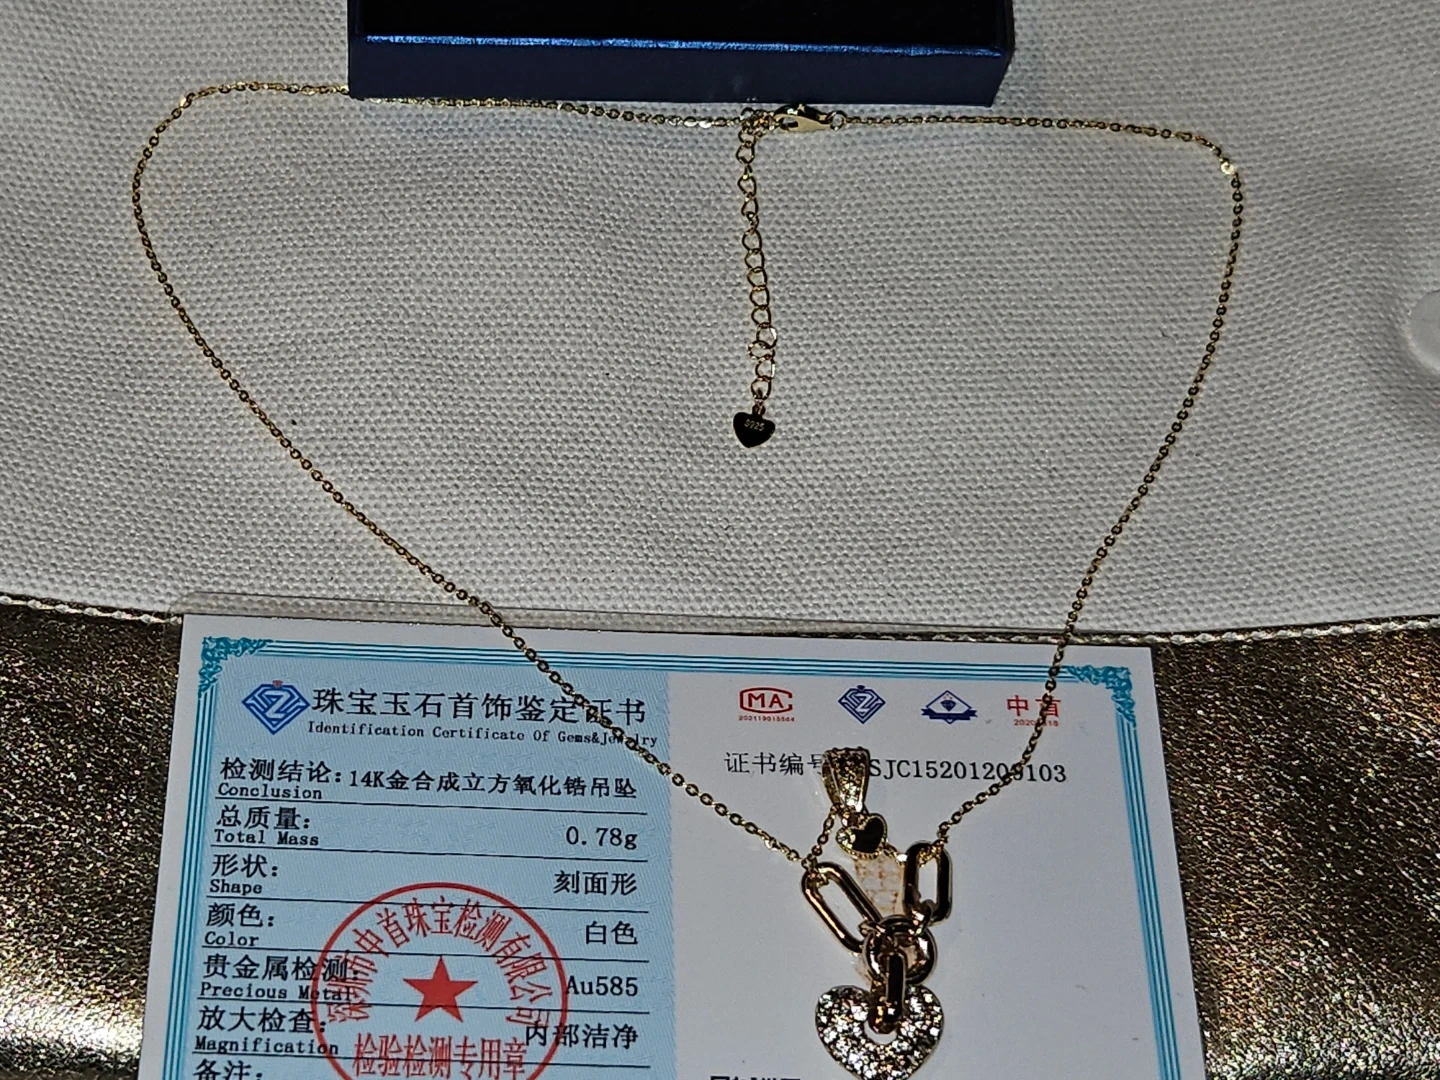 S925
珠宝玉石首饰鉴定证书
Identification Certificate Of Gems&Jewelry
检测结论: 14K金合成立方氧化锆吊坠
Conclusion
总质量: 0.78g
Total Mass
形状: 刻面形
Shape
颜色: 白色
Color
贵金属检测: Au585
Precious Metal
放大检查: 内部洁净
Magnification
备注:
深圳市中首珠宝检测有限公司
检验检测专用章
MA
中首
证书编号
SJC15201209103